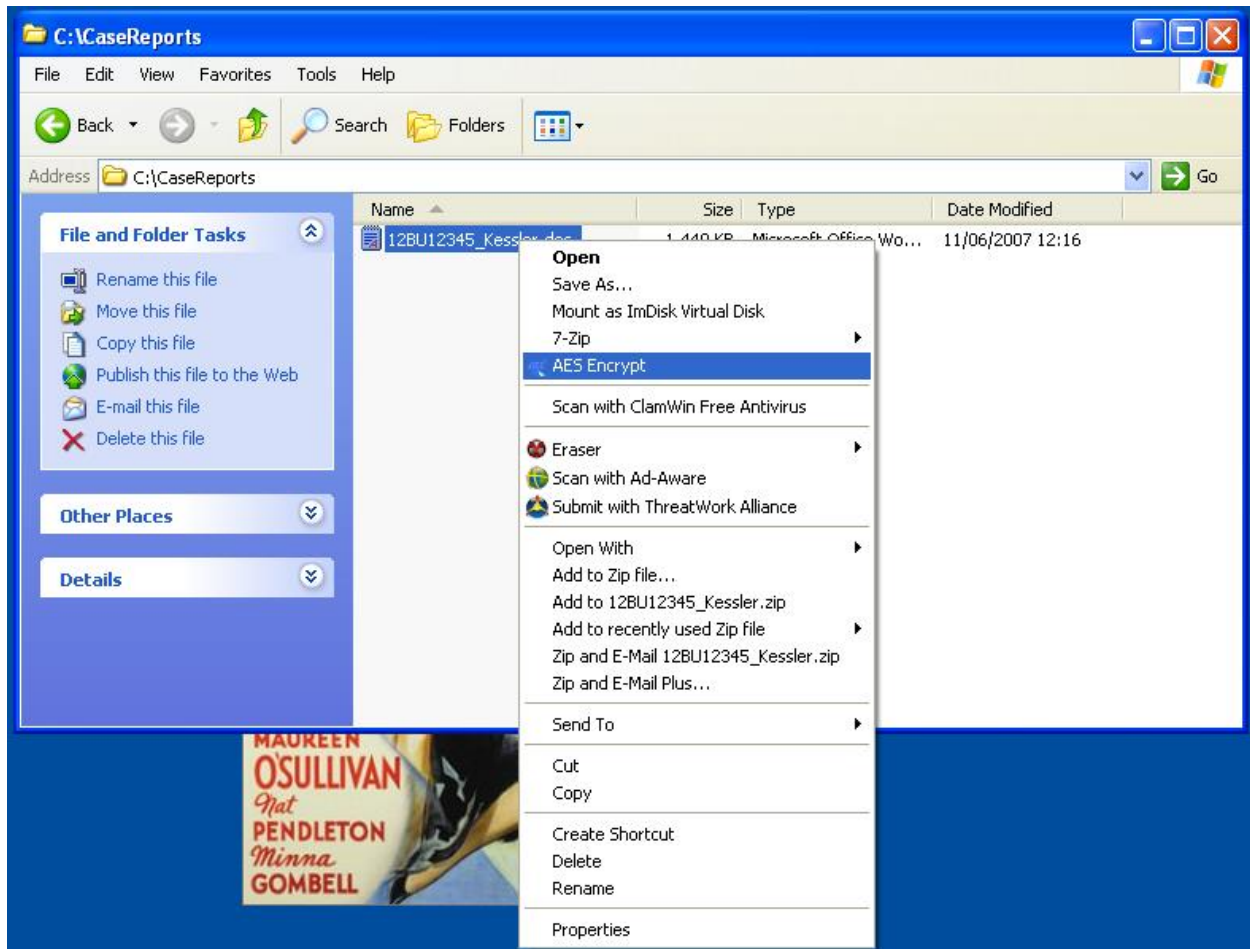 C:\CaseReports
File Edit View Favorites Tools Help
Back Search Folders
Address C:\CaseReports Go
File and Folder Tasks
Rename this file
Move this file
Copy this file
Publish this file to the Web
E-mail this file
Delete this file
Other Places
Details
Name Size Type Date Modified
12BU12345_Kessler.doc 1,440 KB Microsoft Office Wo... 11/06/2007 12:16
Open
Save As...
Mount as ImDisk Virtual Disk
7-Zip
AES Encrypt
Scan with ClamWin Free Antivirus
Eraser
Scan with Ad-Aware
Submit with ThreatWork Alliance
Open With
Add to Zip file...
Add to 12BU12345_Kessler.zip
Add to recently used Zip file
Zip and E-Mail 12BU12345_Kessler.zip
Zip and E-Mail Plus...
Send To
Cut
Copy
Create Shortcut
Delete
Rename
Properties
MAUREEN
O'SULLIVAN
Nat
PENDLETON
Minna
GOMBELL